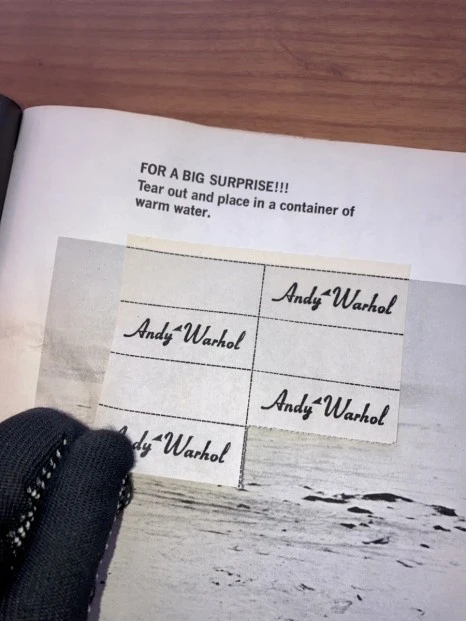 FOR A BIG SURPRISE!!!
Tear out and place in a container of
warm water.
Andy Warhol
Andy Warhol
Andy Warhol
Andy Warhol